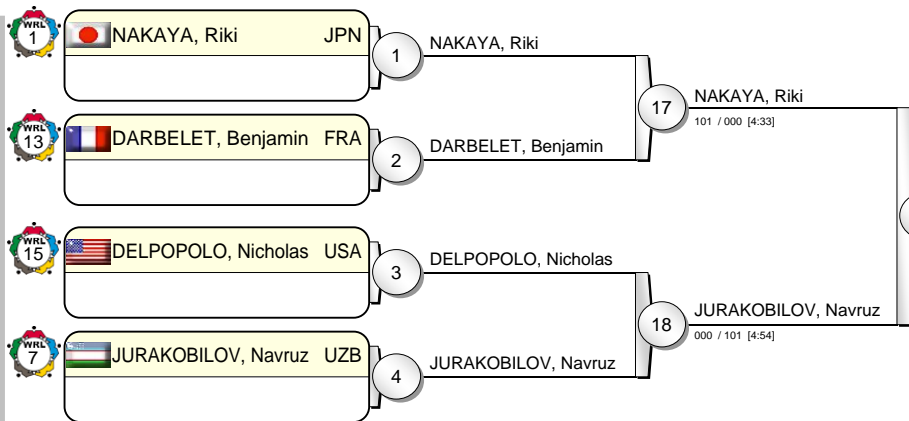 WRL
1
NAKAYA, Riki JPN
1
NAKAYA, Riki
17
NAKAYA, Riki
101 / 000 [4:33]
WRL
13
DARBELET, Benjamin FRA
2
DARBELET, Benjamin
WRL
15
DELPOPOLO, Nicholas USA
3
DELPOPOLO, Nicholas
18
JURAKOBILOV, Navruz
000 / 101 [4:54]
WRL
7
JURAKOBILOV, Navruz UZB
4
JURAKOBILOV, Navruz